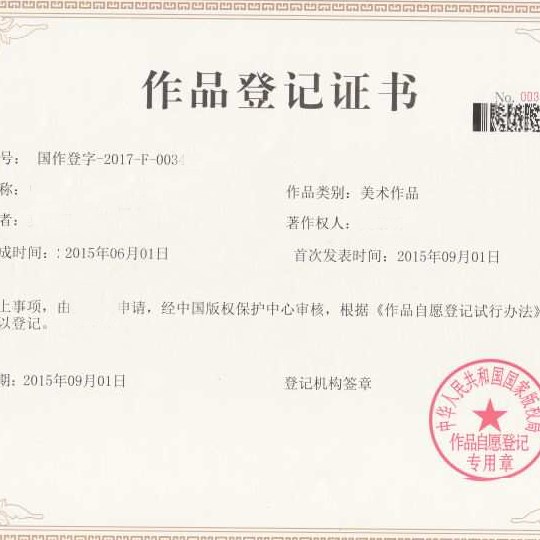 作品登记证书
No. 003
号： 国作登字-2017-F-003
称：
作品类别：美术作品
者：
著作权人：
成时间：：2015年06月01日
首次发表时间：2015年09月01日
上事项，由 申请，经中国版权保护中心审核，根据《作品自愿登记试行办法》
以登记。
期：2015年09月01日
登记机构签章
中华人民共和国国家版权局
作品自愿登记
专用章